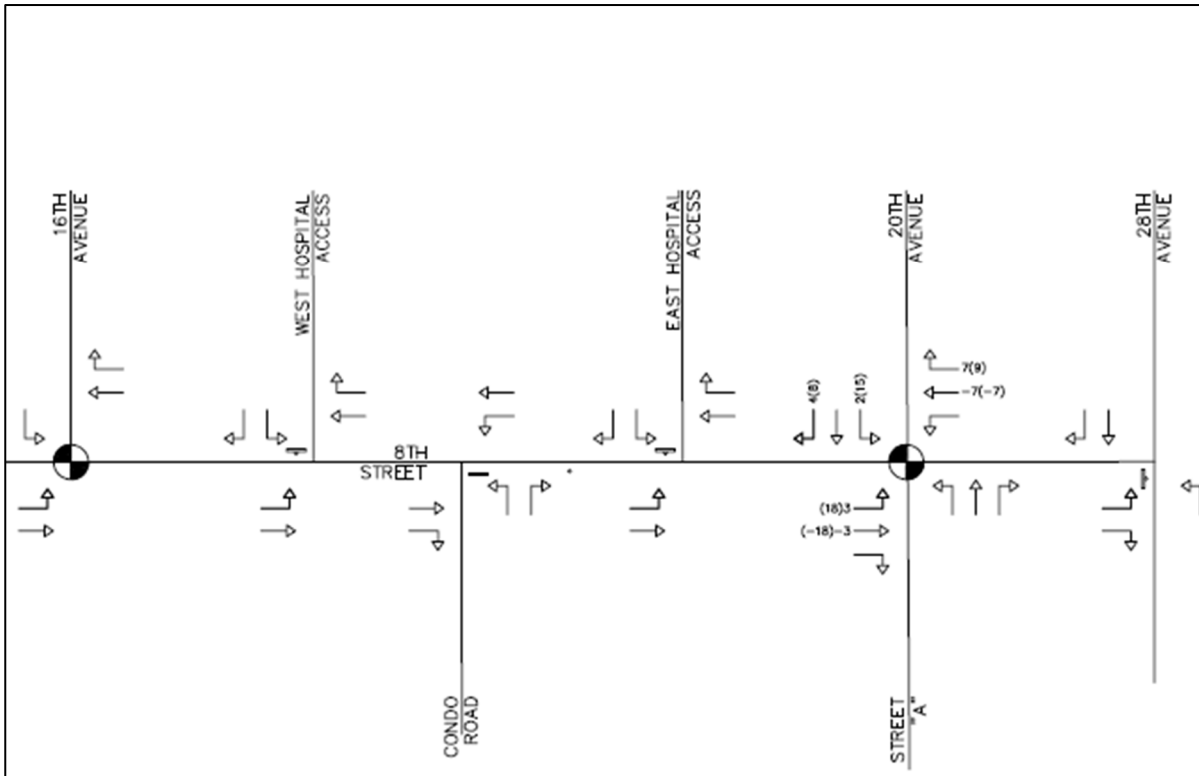 16TH
AVENUE
WEST HOSPITAL
ACCESS
EAST HOSPITAL
ACCESS
20TH
AVENUE
28TH
AVENUE
4(8)
2(15)
7(9)
-7(-7)
8TH
STREET
(18)3
(-18)-3
CONDO
ROAD
STREET
"A"